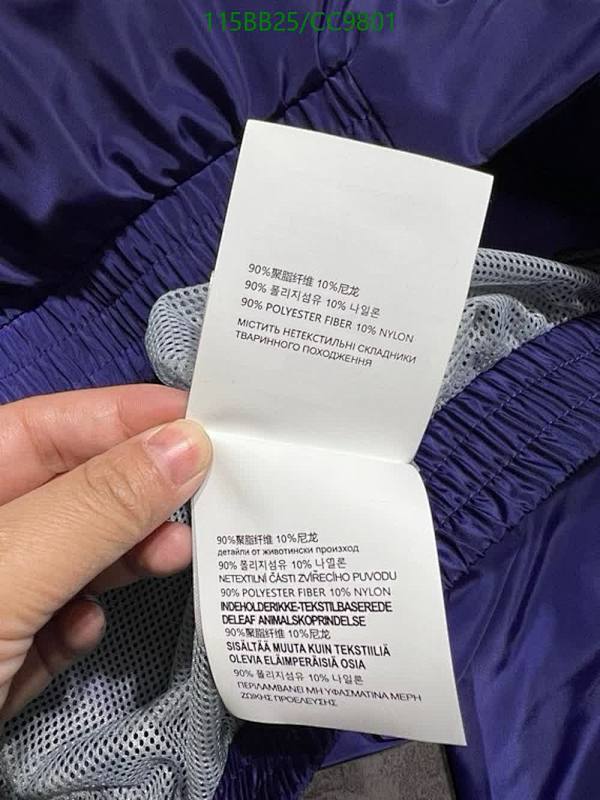 115BB25/CC9801
90%聚脂纤维 10%尼龙
90% 폴리지섬유 10% 나일론
90% POLYESTER FIBER 10% NYLON
МІСТИТЬ НЕТЕКСТИЛЬНІ СКЛАДНИКИ
ТВАРИННОГО ПОХОДЖЕННЯ
90%聚脂纤维 10%尼龙
детайли от животински произход
90% 폴리지섬유 10% 나일론
NETEXTILNÍ ČÁSTI ZVÍŘECÍHO PUVODU
90% POLYESTER FIBER 10% NYLON
INDEHOLDERIKKE-TEKSTILBASEREDE
DELEAF ANIMALSKOPRINDELSE
90%聚脂纤维 10%尼龙
SISÄLTÄÄ MUUTA KUIN TEKSTIILIÄ
OLEVIA ELÄIMPERÄISIÄ OSIA
90% 폴리지섬유 10% 나일론
ΠΕΡΙΛΑΜΒΑΝΕΙ ΜΗ ΥΦΑΣΜΑΤΙΝΑ ΜΕΡΗ
ΖΩΙΚΗΣ ΠΡΟΕΛΕΥΣΗΣ